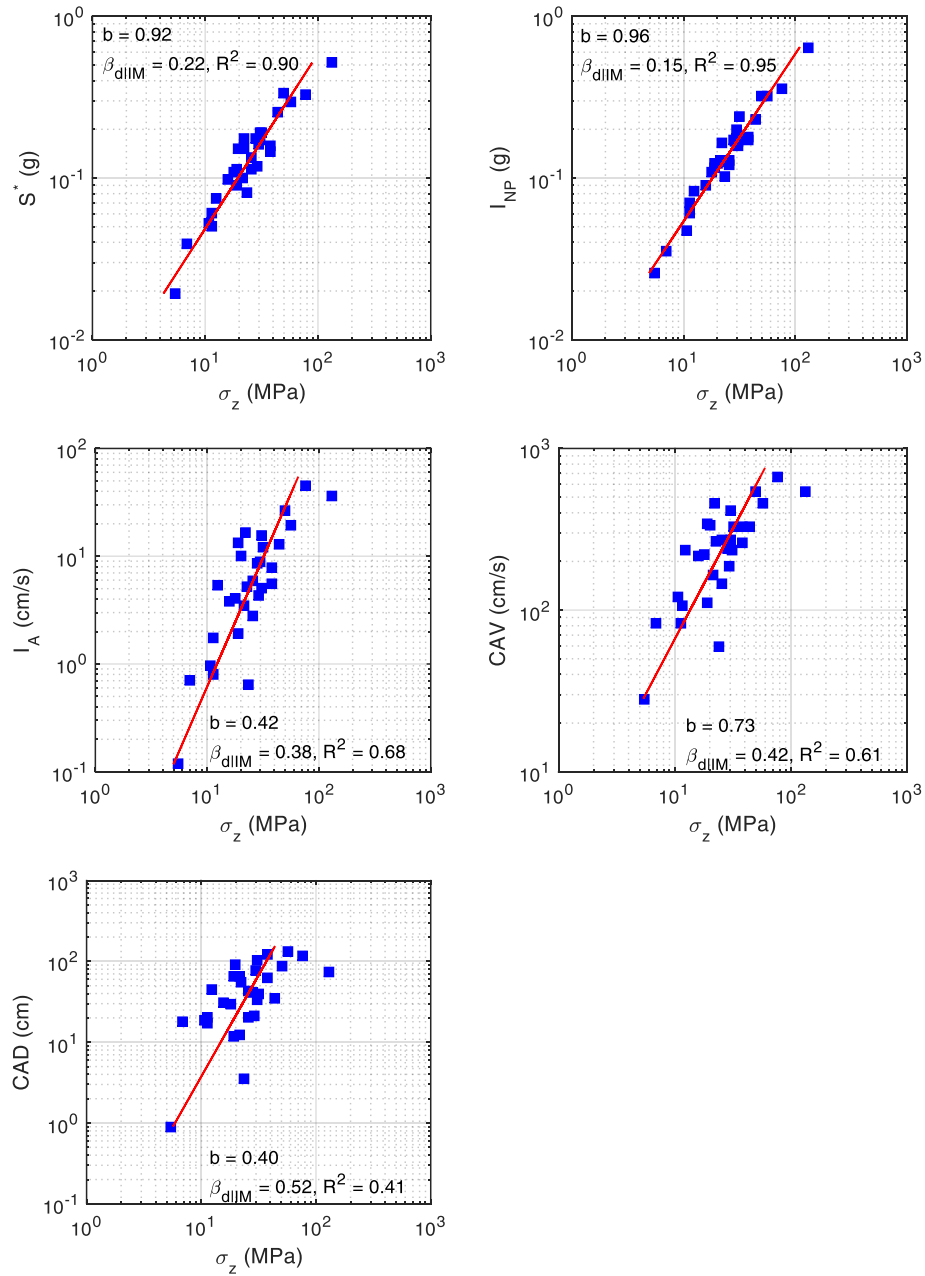 10^0
b = 0.92
β_dIIM = 0.22, R^2 = 0.90
S^* (g)
10^-1
10^-2
10^0 10^1 10^2 10^3
σ_z (MPa)
10^0
b = 0.96
β_dIIM = 0.15, R^2 = 0.95
I_NP (g)
10^-1
10^-2
10^0 10^1 10^2 10^3
σ_z (MPa)
10^2
10^1
I_A (cm/s)
10^0
b = 0.42
β_dIIM = 0.38, R^2 = 0.68
10^-1
10^0 10^1 10^2 10^3
σ_z (MPa)
10^3
CAV (cm/s)
10^2
b = 0.73
β_dIIM = 0.42, R^2 = 0.61
10^1
10^0 10^1 10^2 10^3
σ_z (MPa)
10^3
10^2
CAD (cm)
10^1
10^0
b = 0.40
β_dIIM = 0.52, R^2 = 0.41
10^-1
10^0 10^1 10^2 10^3
σ_z (MPa)